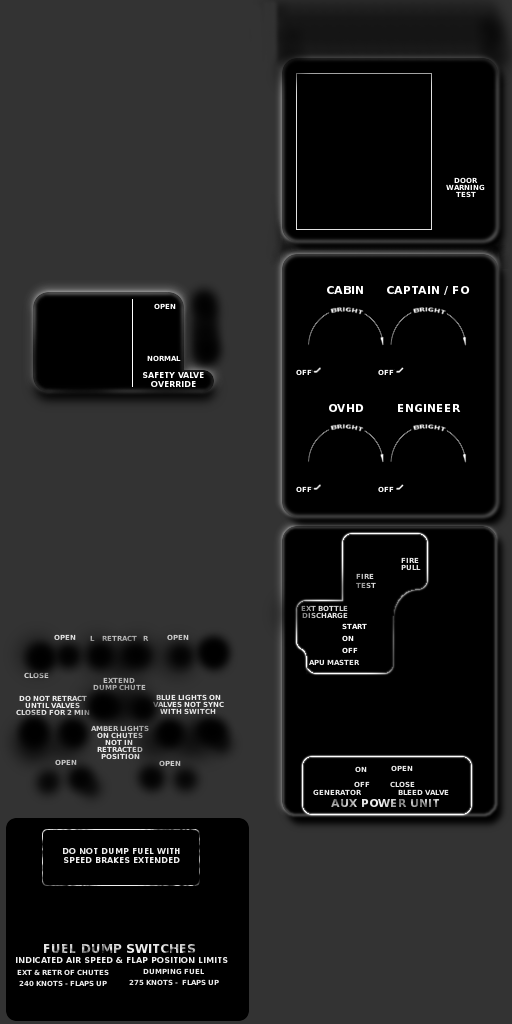 DOOR
WARNING
TEST
CABIN CAPTAIN / FO
BRIGHT BRIGHT
OFF OFF
OVHD ENGINEER
BRIGHT BRIGHT
OFF OFF
OPEN
NORMAL
SAFETY VALVE
OVERRIDE
FIRE
PULL
FIRE
TEST
EXT BOTTLE
DISCHARGE
START
ON
OFF
APU MASTER
ON OPEN
OFF CLOSE
GENERATOR BLEED VALVE
AUX POWER UNIT
OPEN L RETRACT R OPEN
CLOSE
EXTEND
DUMP CHUTE
DO NOT RETRACT
UNTIL VALVES
CLOSED FOR 2 MIN
BLUE LIGHTS ON
VALVES NOT SYNC
WITH SWITCH
AMBER LIGHTS
ON CHUTES
NOT IN
RETRACTED
POSITION
OPEN OPEN
DO NOT DUMP FUEL WITH
SPEED BRAKES EXTENDED
FUEL DUMP SWITCHES
INDICATED AIR SPEED & FLAP POSITION LIMITS
EXT & RETR OF CHUTES DUMPING FUEL
240 KNOTS - FLAPS UP 275 KNOTS - FLAPS UP